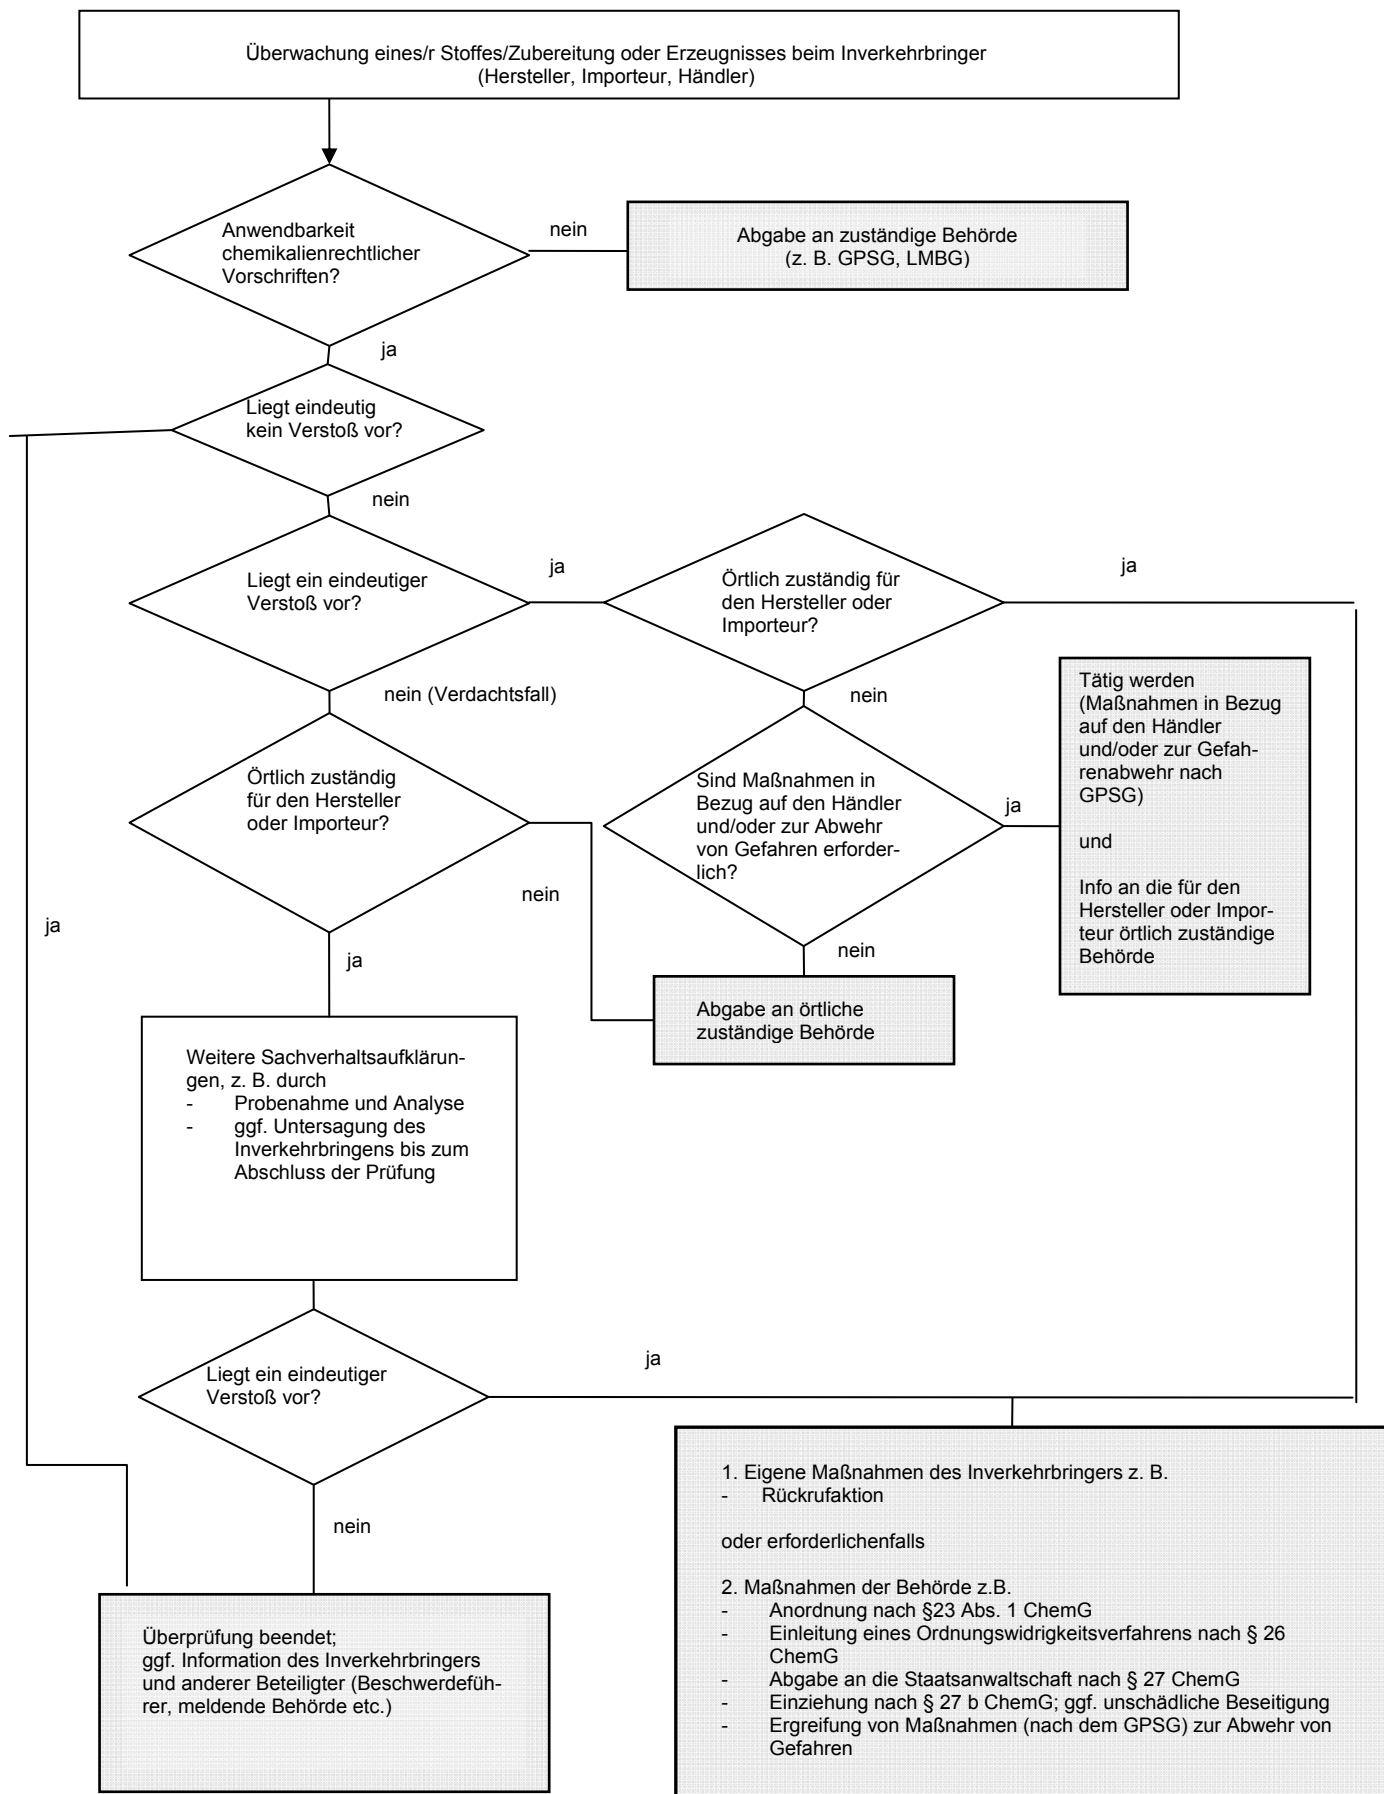 Überwachung eines/r Stoffes/Zubereitung oder Erzeugnisses beim Inverkehrbringer
(Hersteller, Importeur, Händler)
Anwendbarkeit
chemikalienrechtlicher
Vorschriften?
nein
Abgabe an zuständige Behörde
(z. B. GPSG, LMBG)
ja
Liegt eindeutig
kein Verstoß vor?
nein
Liegt ein eindeutiger
Verstoß vor?
ja
Örtlich zuständig für
den Hersteller oder
Importeur?
ja
nein (Verdachtsfall)
nein
Tätig werden
(Maßnahmen in Bezug
auf den Händler
und/oder zur Gefah-
renabwehr nach
GPSG)
und
Info an die für den
Hersteller oder Impor-
teur örtlich zuständige
Behörde
Örtlich zuständig
für den Hersteller
oder Importeur?
Sind Maßnahmen in
Bezug auf den Händler
und/oder zur Abwehr
von Gefahren erforder-
lich?
ja
nein
ja
ja
nein
Abgabe an örtliche
zuständige Behörde
Weitere Sachverhaltsaufklärun-
gen, z. B. durch
- Probenahme und Analyse
- ggf. Untersagung des
Inverkehrbringens bis zum
Abschluss der Prüfung
Liegt ein eindeutiger
Verstoß vor?
ja
nein
1. Eigene Maßnahmen des Inverkehrbringers z. B.
- Rückrufaktion
oder erforderlichenfalls
2. Maßnahmen der Behörde z.B.
- Anordnung nach §23 Abs. 1 ChemG
- Einleitung eines Ordnungswidrigkeitsverfahrens nach § 26
ChemG
- Abgabe an die Staatsanwaltschaft nach § 27 ChemG
- Einziehung nach § 27 b ChemG; ggf. unschädliche Beseitigung
- Ergreifung von Maßnahmen (nach dem GPSG) zur Abwehr von
Gefahren
Überprüfung beendet;
ggf. Information des Inverkehrbringers
und anderer Beteiligter (Beschwerdefüh-
rer, meldende Behörde etc.)